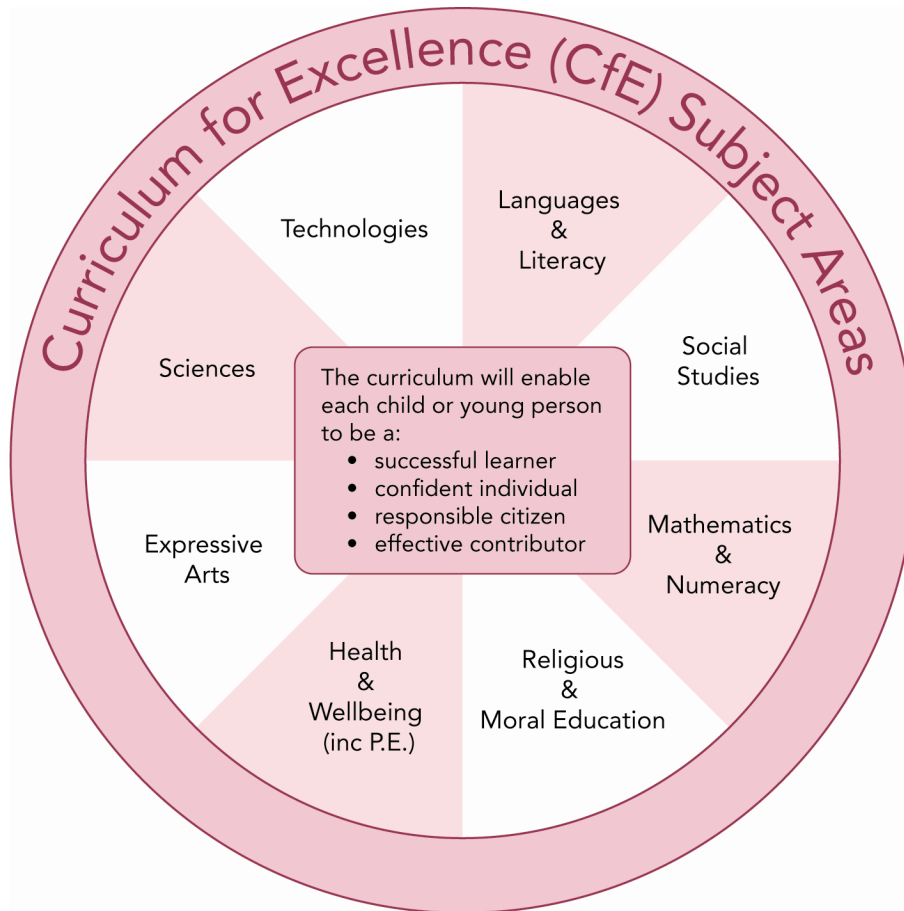 Curriculum for Excellence (CfE) Subject Areas
Technologies
Languages
&
Literacy
Social
Studies
Mathematics
&
Numeracy
Religious
&
Moral Education
Health
&
Wellbeing
(inc P.E.)
Expressive
Arts
Sciences
The curriculum will enable
each child or young person
to be a:
• successful learner
• confident individual
• responsible citizen
• effective contributor